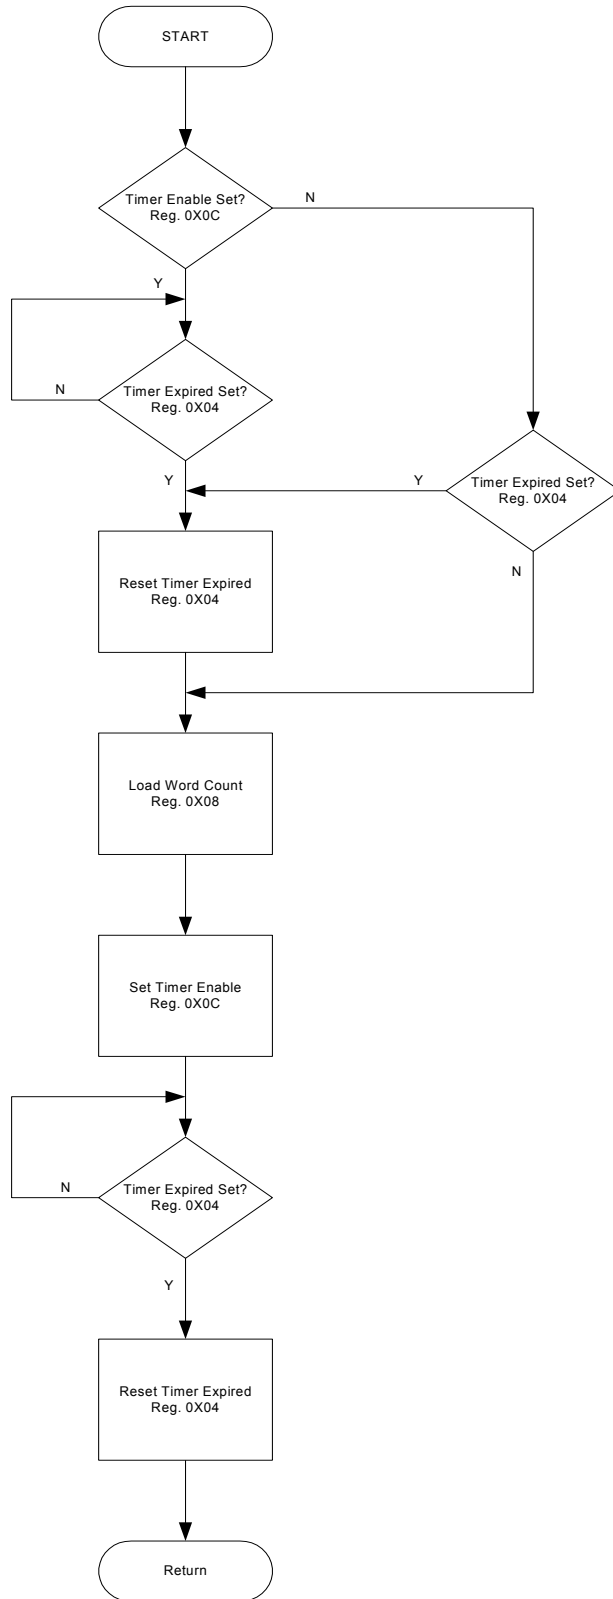 START
Timer Enable Set?
Reg. 0X0C
N
Y
Timer Expired Set?
Reg. 0X04
N
Timer Expired Set?
Reg. 0X04
Y
Y
N
Reset Timer Expired
Reg. 0X04
Load Word Count
Reg. 0X08
Set Timer Enable
Reg. 0X0C
Timer Expired Set?
Reg. 0X04
N
Y
Reset Timer Expired
Reg. 0X04
Return